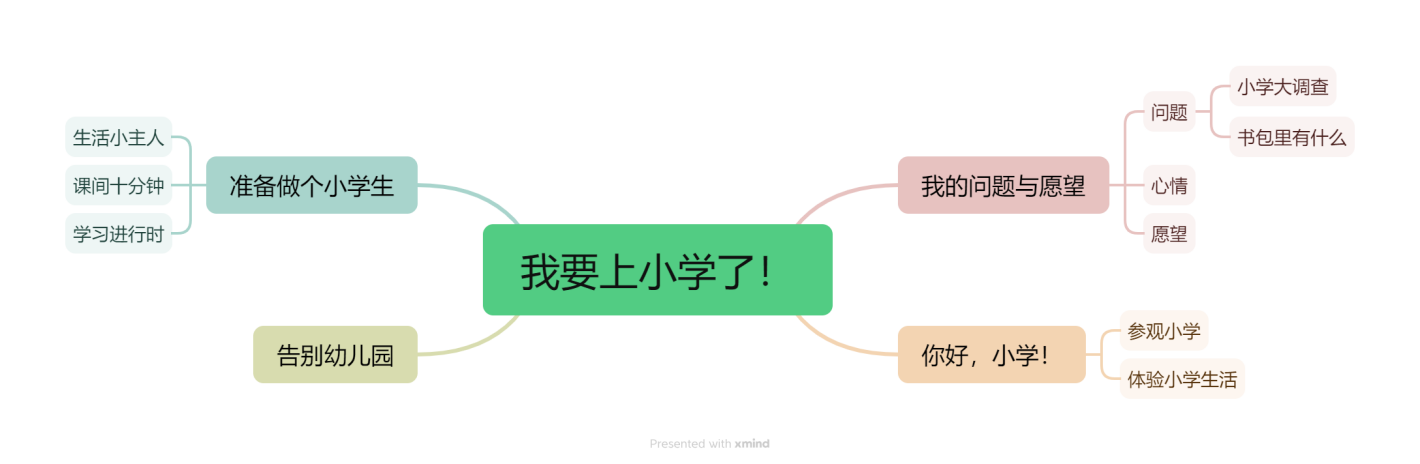 我要上小学了！
我的问题与愿望
问题
小学大调查
书包里有什么
心情
愿望
你好，小学！
参观小学
体验小学生活
准备做个小学生
生活小主人
课间十分钟
学习进行时
告别幼儿园
Presented with xmind